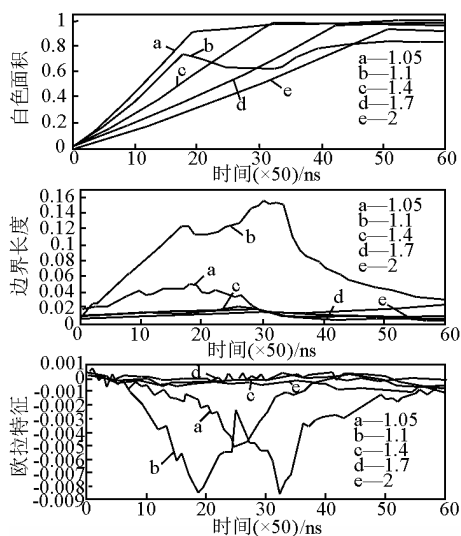 1
0.8
0.6
0.4
0.2
0
白色面积
a
b
c
d
e
a—1.05
b—1.1
c—1.4
d—1.7
e—2
0 10 20 30 40 50 60
时间(×50)/ns
0.16
0.14
0.12
0.1
0.08
0.06
0.04
0.02
0
边界长度
b
a
c
d
e
a—1.05
b—1.1
c—1.4
d—1.7
e—2
0 10 20 30 40 50 60
时间(×50)/ns
0.001
0
-0.001
-0.002
-0.003
-0.004
-0.005
-0.006
-0.007
-0.008
-0.009
欧拉特征
d
c
e
a
b
a—1.05
b—1.1
c—1.4
d—1.7
e—2
0 10 20 30 40 50 60
时间(×50)/ns